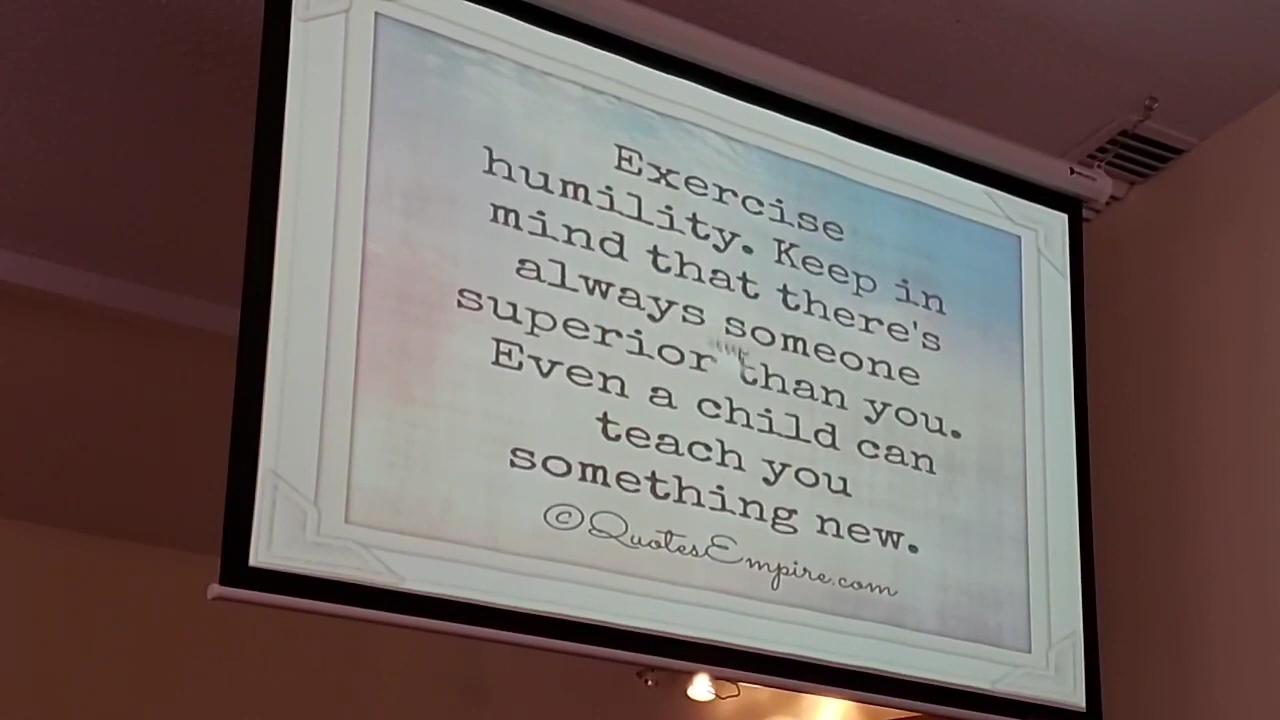 Exercise
humility. Keep in
mind that there's
always someone
superior than you.
Even a child can
teach you
something new.
©QuotesEmpire.com